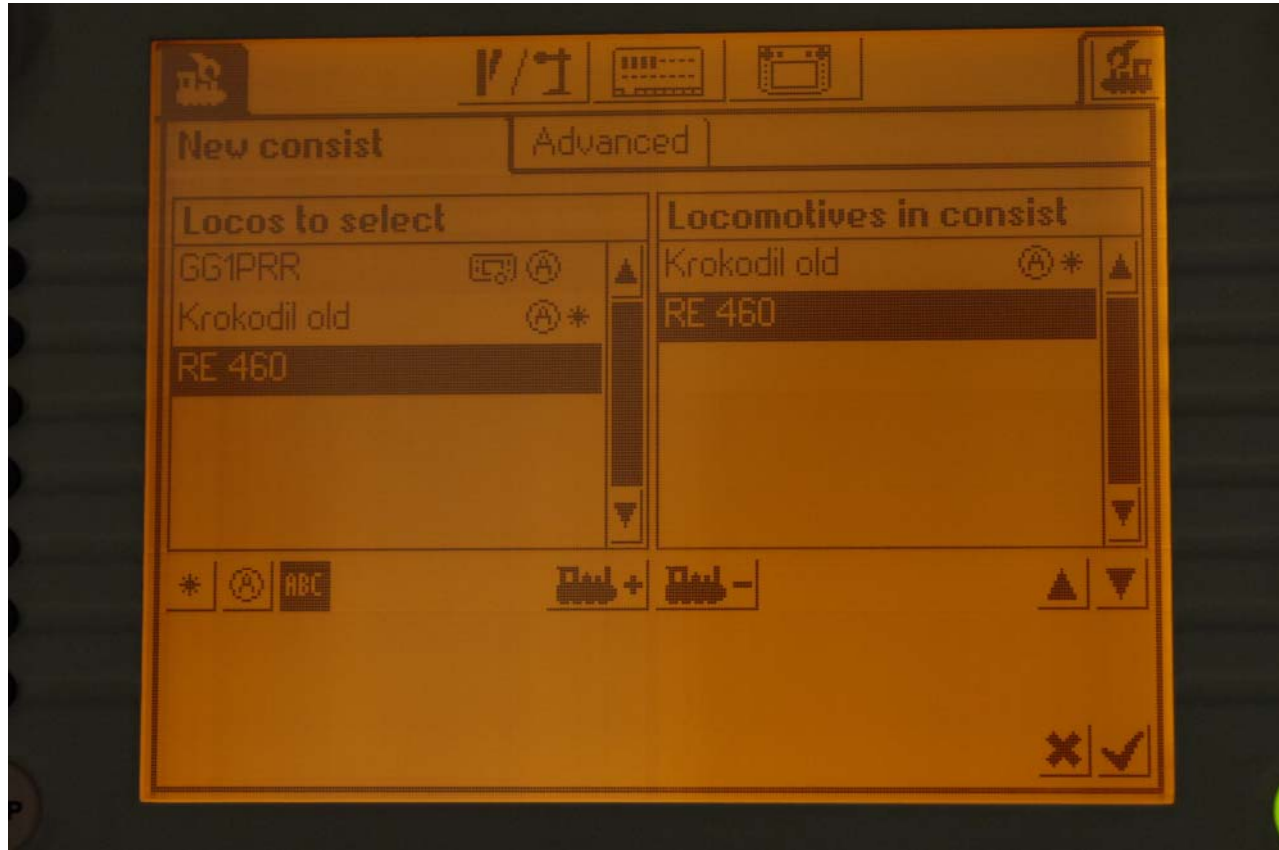 New consist
Advanced
Locos to select
GG1PRR Ⓐ
Krokodil old Ⓐ*
RE 460
Locomotives in consist
Krokodil old Ⓐ*
RE 460
* Ⓐ ABC + -
P